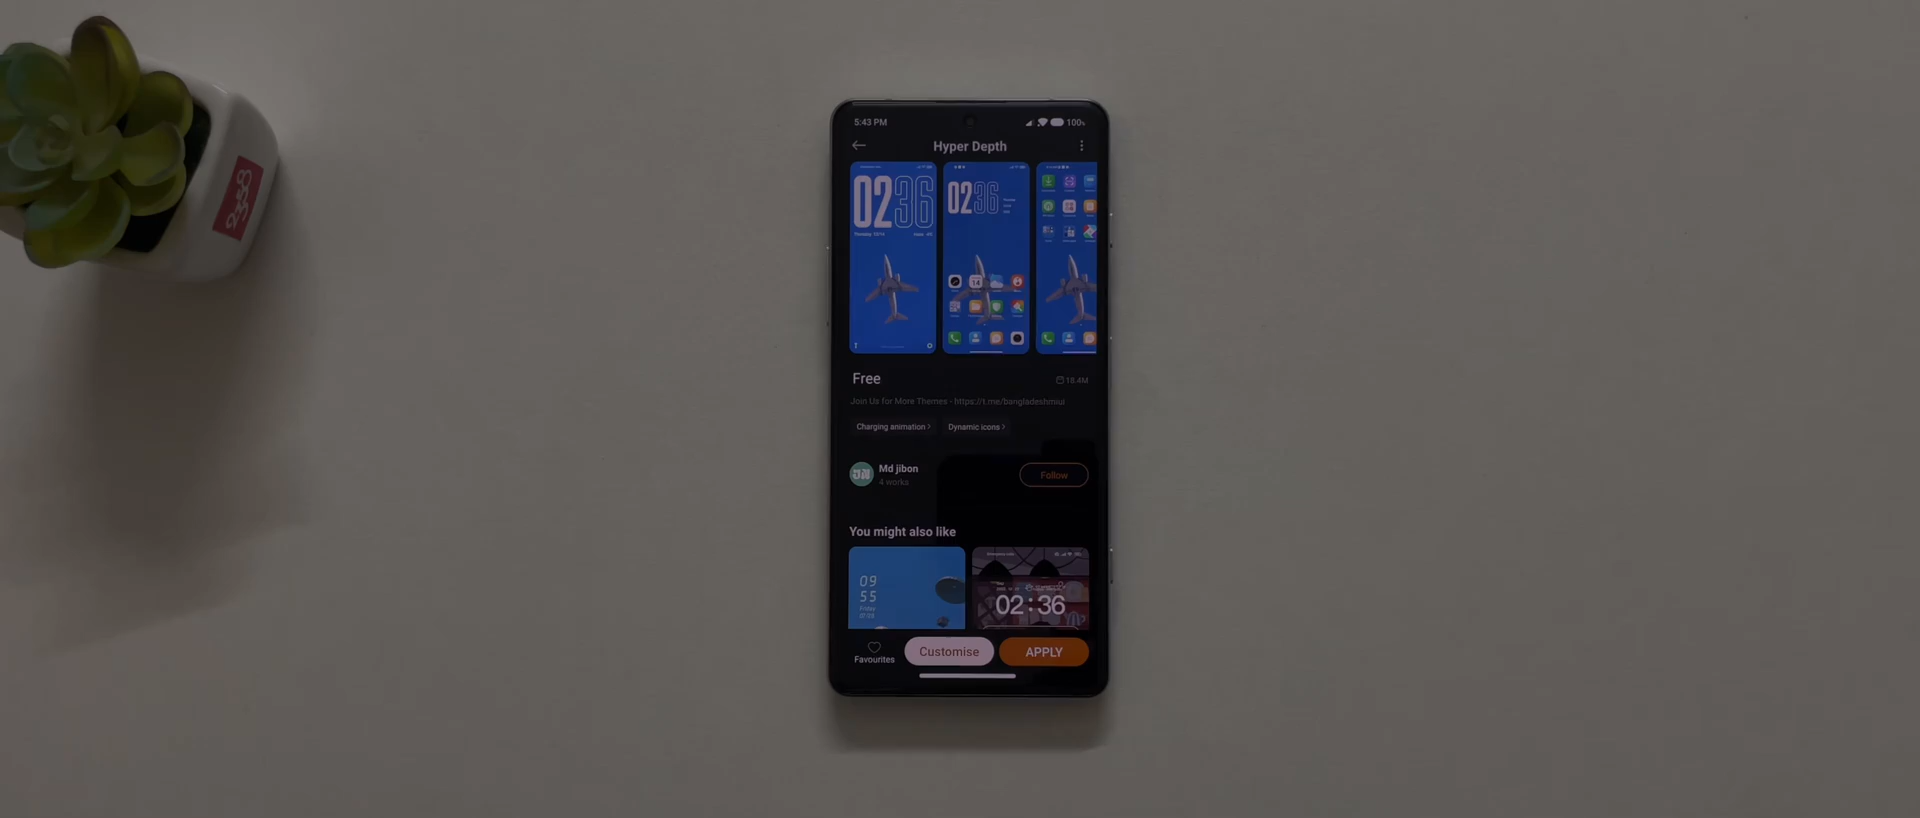 5:43 PM 100%
Hyper Depth
0236
0236
14
Free
18.4M
Join Us for More Themes - https://t.me/bangladeshmiui
Charging animation >
Dynamic icons >
Md jibon
4 works
Follow
You might also like
09
55
Friday
02:36
Favourites
Customise
APPLY